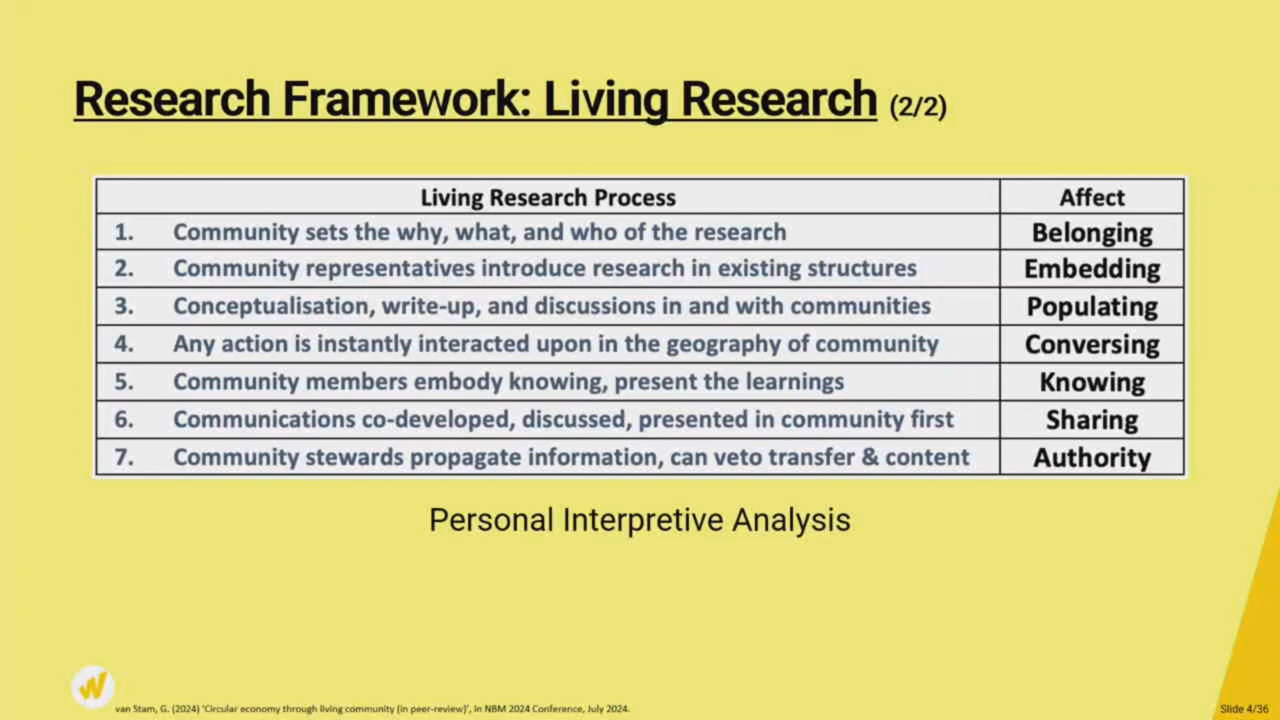 Research Framework: Living Research (2/2)
Living Research Process Affect
1. Community sets the why, what, and who of the research Belonging
2. Community representatives introduce research in existing structures Embedding
3. Conceptualisation, write-up, and discussions in and with communities Populating
4. Any action is instantly interacted upon in the geography of community Conversing
5. Community members embody knowing, present the learnings Knowing
6. Communications co-developed, discussed, presented in community first Sharing
7. Community stewards propagate information, can veto transfer & content Authority
Personal Interpretive Analysis
van Stam, G. (2024) 'Circular economy through living community (in peer-review)', in NBM 2024 Conference, July 2024.
Slide 4/36